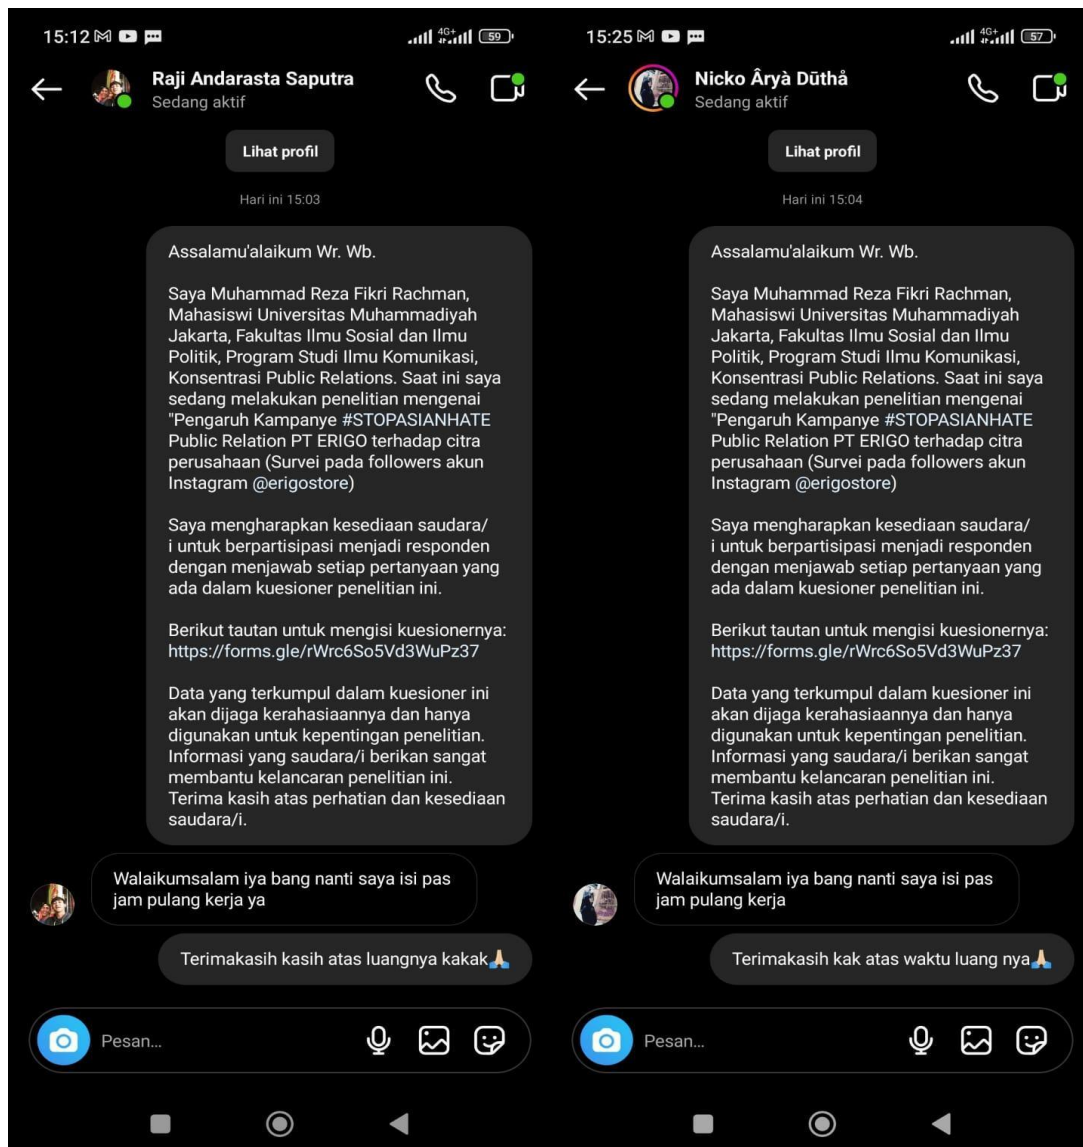 15:12
4G+
59
Raji Andarasta Saputra
Sedang aktif
Lihat profil
Hari ini 15:03
Assalamu'alaikum Wr. Wb.
Saya Muhammad Reza Fikri Rachman,
Mahasiswi Universitas Muhammadiyah
Jakarta, Fakultas Ilmu Sosial dan Ilmu
Politik, Program Studi Ilmu Komunikasi,
Konsentrasi Public Relations. Saat ini saya
sedang melakukan penelitian mengenai
"Pengaruh Kampanye #STOPASIANHATE
Public Relation PT ERIGO terhadap citra
perusahaan (Survei pada followers akun
Instagram @erigostore)
Saya mengharapkan kesediaan saudara/
i untuk berpartisipasi menjadi responden
dengan menjawab setiap pertanyaan yang
ada dalam kuesioner penelitian ini.
Berikut tautan untuk mengisi kuesionernya:
https://forms.gle/rWrc6So5Vd3WuPz37
Data yang terkumpul dalam kuesioner ini
akan dijaga kerahasiaannya dan hanya
digunakan untuk kepentingan penelitian.
Informasi yang saudara/i berikan sangat
membantu kelancaran penelitian ini.
Terima kasih atas perhatian dan kesediaan
saudara/i.
Walaikumsalam iya bang nanti saya isi pas
jam pulang kerja ya
Terimakasih kasih atas luangnya kakak🙏🏻
Pesan...
15:25
4G+
57
Nicko Âryà Dūthå
Sedang aktif
Lihat profil
Hari ini 15:04
Assalamu'alaikum Wr. Wb.
Saya Muhammad Reza Fikri Rachman,
Mahasiswi Universitas Muhammadiyah
Jakarta, Fakultas Ilmu Sosial dan Ilmu
Politik, Program Studi Ilmu Komunikasi,
Konsentrasi Public Relations. Saat ini saya
sedang melakukan penelitian mengenai
"Pengaruh Kampanye #STOPASIANHATE
Public Relation PT ERIGO terhadap citra
perusahaan (Survei pada followers akun
Instagram @erigostore)
Saya mengharapkan kesediaan saudara/
i untuk berpartisipasi menjadi responden
dengan menjawab setiap pertanyaan yang
ada dalam kuesioner penelitian ini.
Berikut tautan untuk mengisi kuesionernya:
https://forms.gle/rWrc6So5Vd3WuPz37
Data yang terkumpul dalam kuesioner ini
akan dijaga kerahasiaannya dan hanya
digunakan untuk kepentingan penelitian.
Informasi yang saudara/i berikan sangat
membantu kelancaran penelitian ini.
Terima kasih atas perhatian dan kesediaan
saudara/i.
Walaikumsalam iya bang nanti saya isi pas
jam pulang kerja
Terimakasih kak atas waktu luang nya🙏🏻
Pesan...